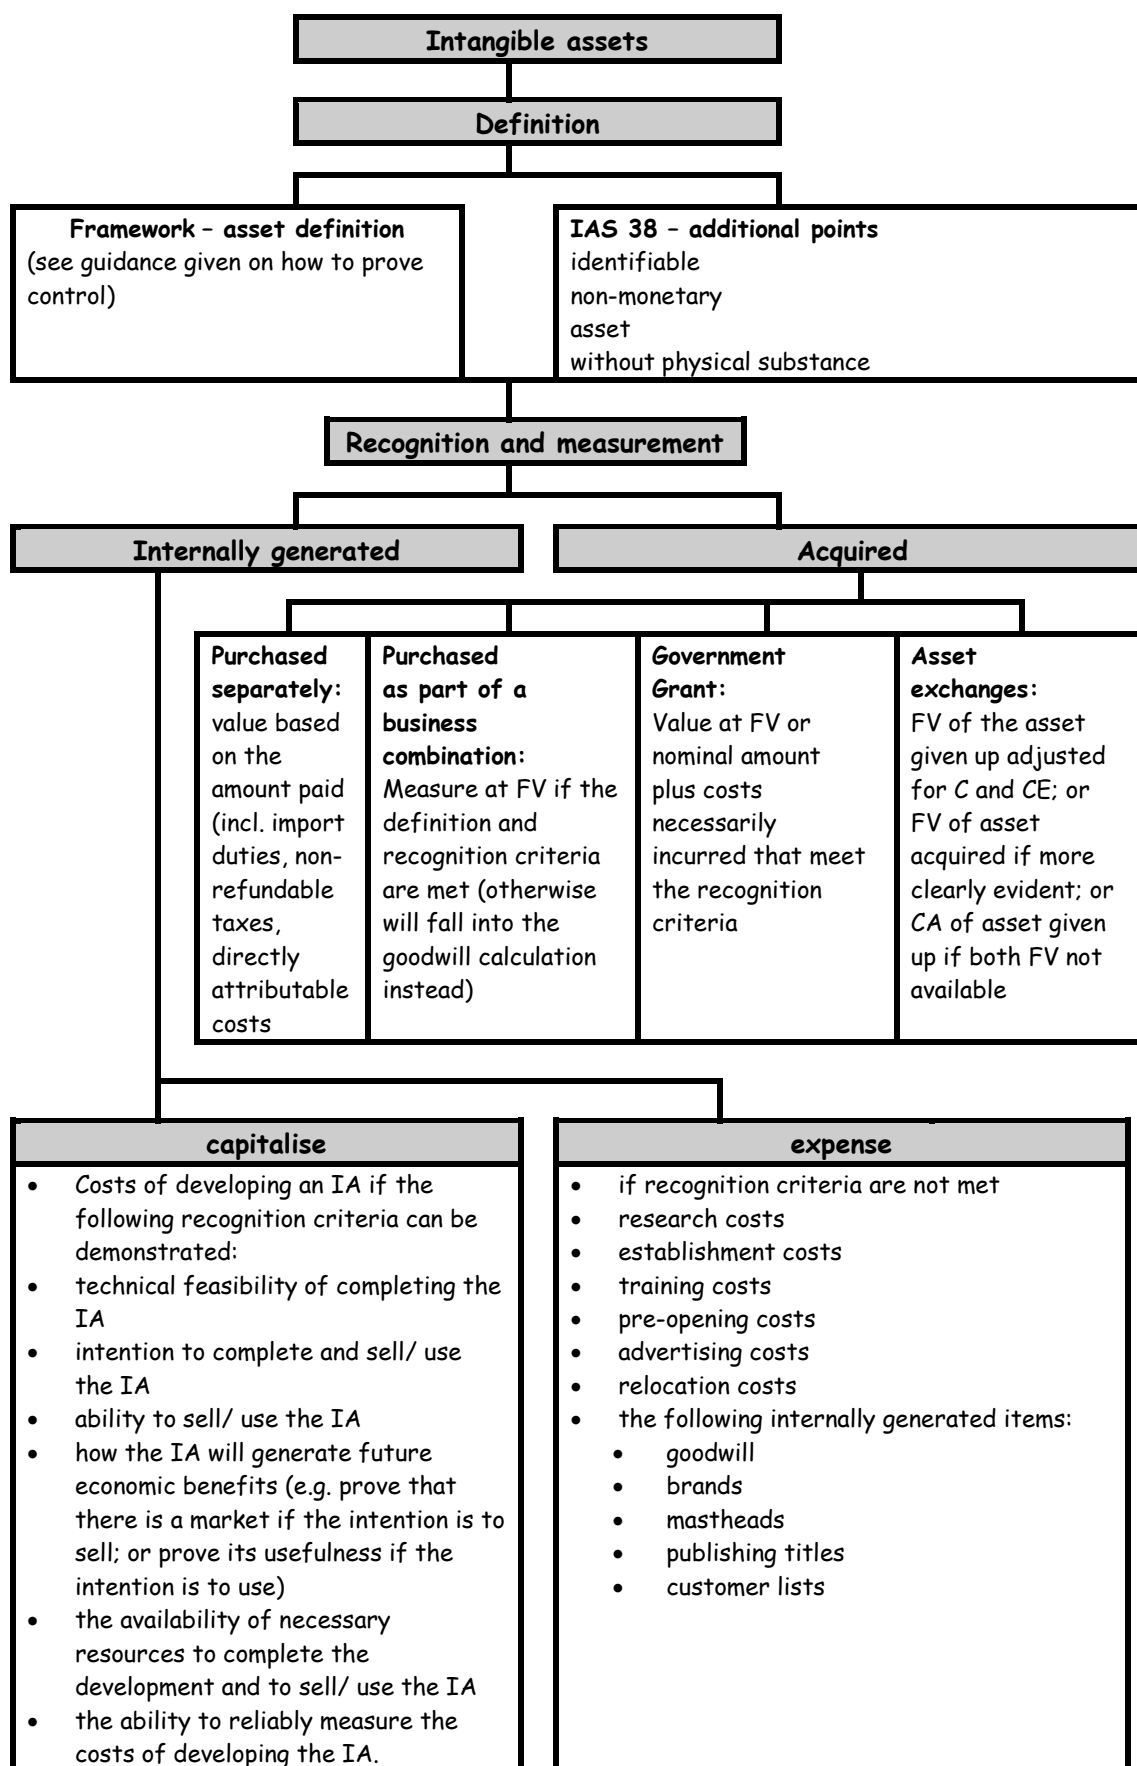 Intangible assets
Definition
Framework – asset definition
(see guidance given on how to prove
control)
IAS 38 – additional points
identifiable
non-monetary
asset
without physical substance
Recognition and measurement
Internally generated
Acquired
Purchased
separately:
value based
on the
amount paid
(incl. import
duties, non-
refundable
taxes,
directly
attributable
costs
Purchased
as part of a
business
combination:
Measure at FV if the
definition and
recognition criteria
are met (otherwise
will fall into the
goodwill calculation
instead)
Government
Grant:
Value at FV or
nominal amount
plus costs
necessarily
incurred that meet
the recognition
criteria
Asset
exchanges:
FV of the asset
given up adjusted
for C and CE; or
FV of asset
acquired if more
clearly evident; or
CA of asset given
up if both FV not
available
capitalise
• Costs of developing an IA if the
following recognition criteria can be
demonstrated:
• technical feasibility of completing the
IA
• intention to complete and sell/ use
the IA
• ability to sell/ use the IA
• how the IA will generate future
economic benefits (e.g. prove that
there is a market if the intention is to
sell; or prove its usefulness if the
intention is to use)
• the availability of necessary
resources to complete the
development and to sell/ use the IA
• the ability to reliably measure the
costs of developing the IA.
expense
• if recognition criteria are not met
• research costs
• establishment costs
• training costs
• pre-opening costs
• advertising costs
• relocation costs
• the following internally generated items:
• goodwill
• brands
• mastheads
• publishing titles
• customer lists